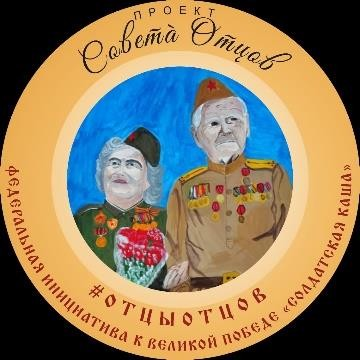 ПРОЕКТ
Совета Отцов
#ОТЦЫОТЦОВ
ФЕДЕРАЛЬНАЯ ИНИЦИАТИВА К ВЕЛИКОЙ ПОБЕДЕ «СОЛДАТСКАЯ КАША»